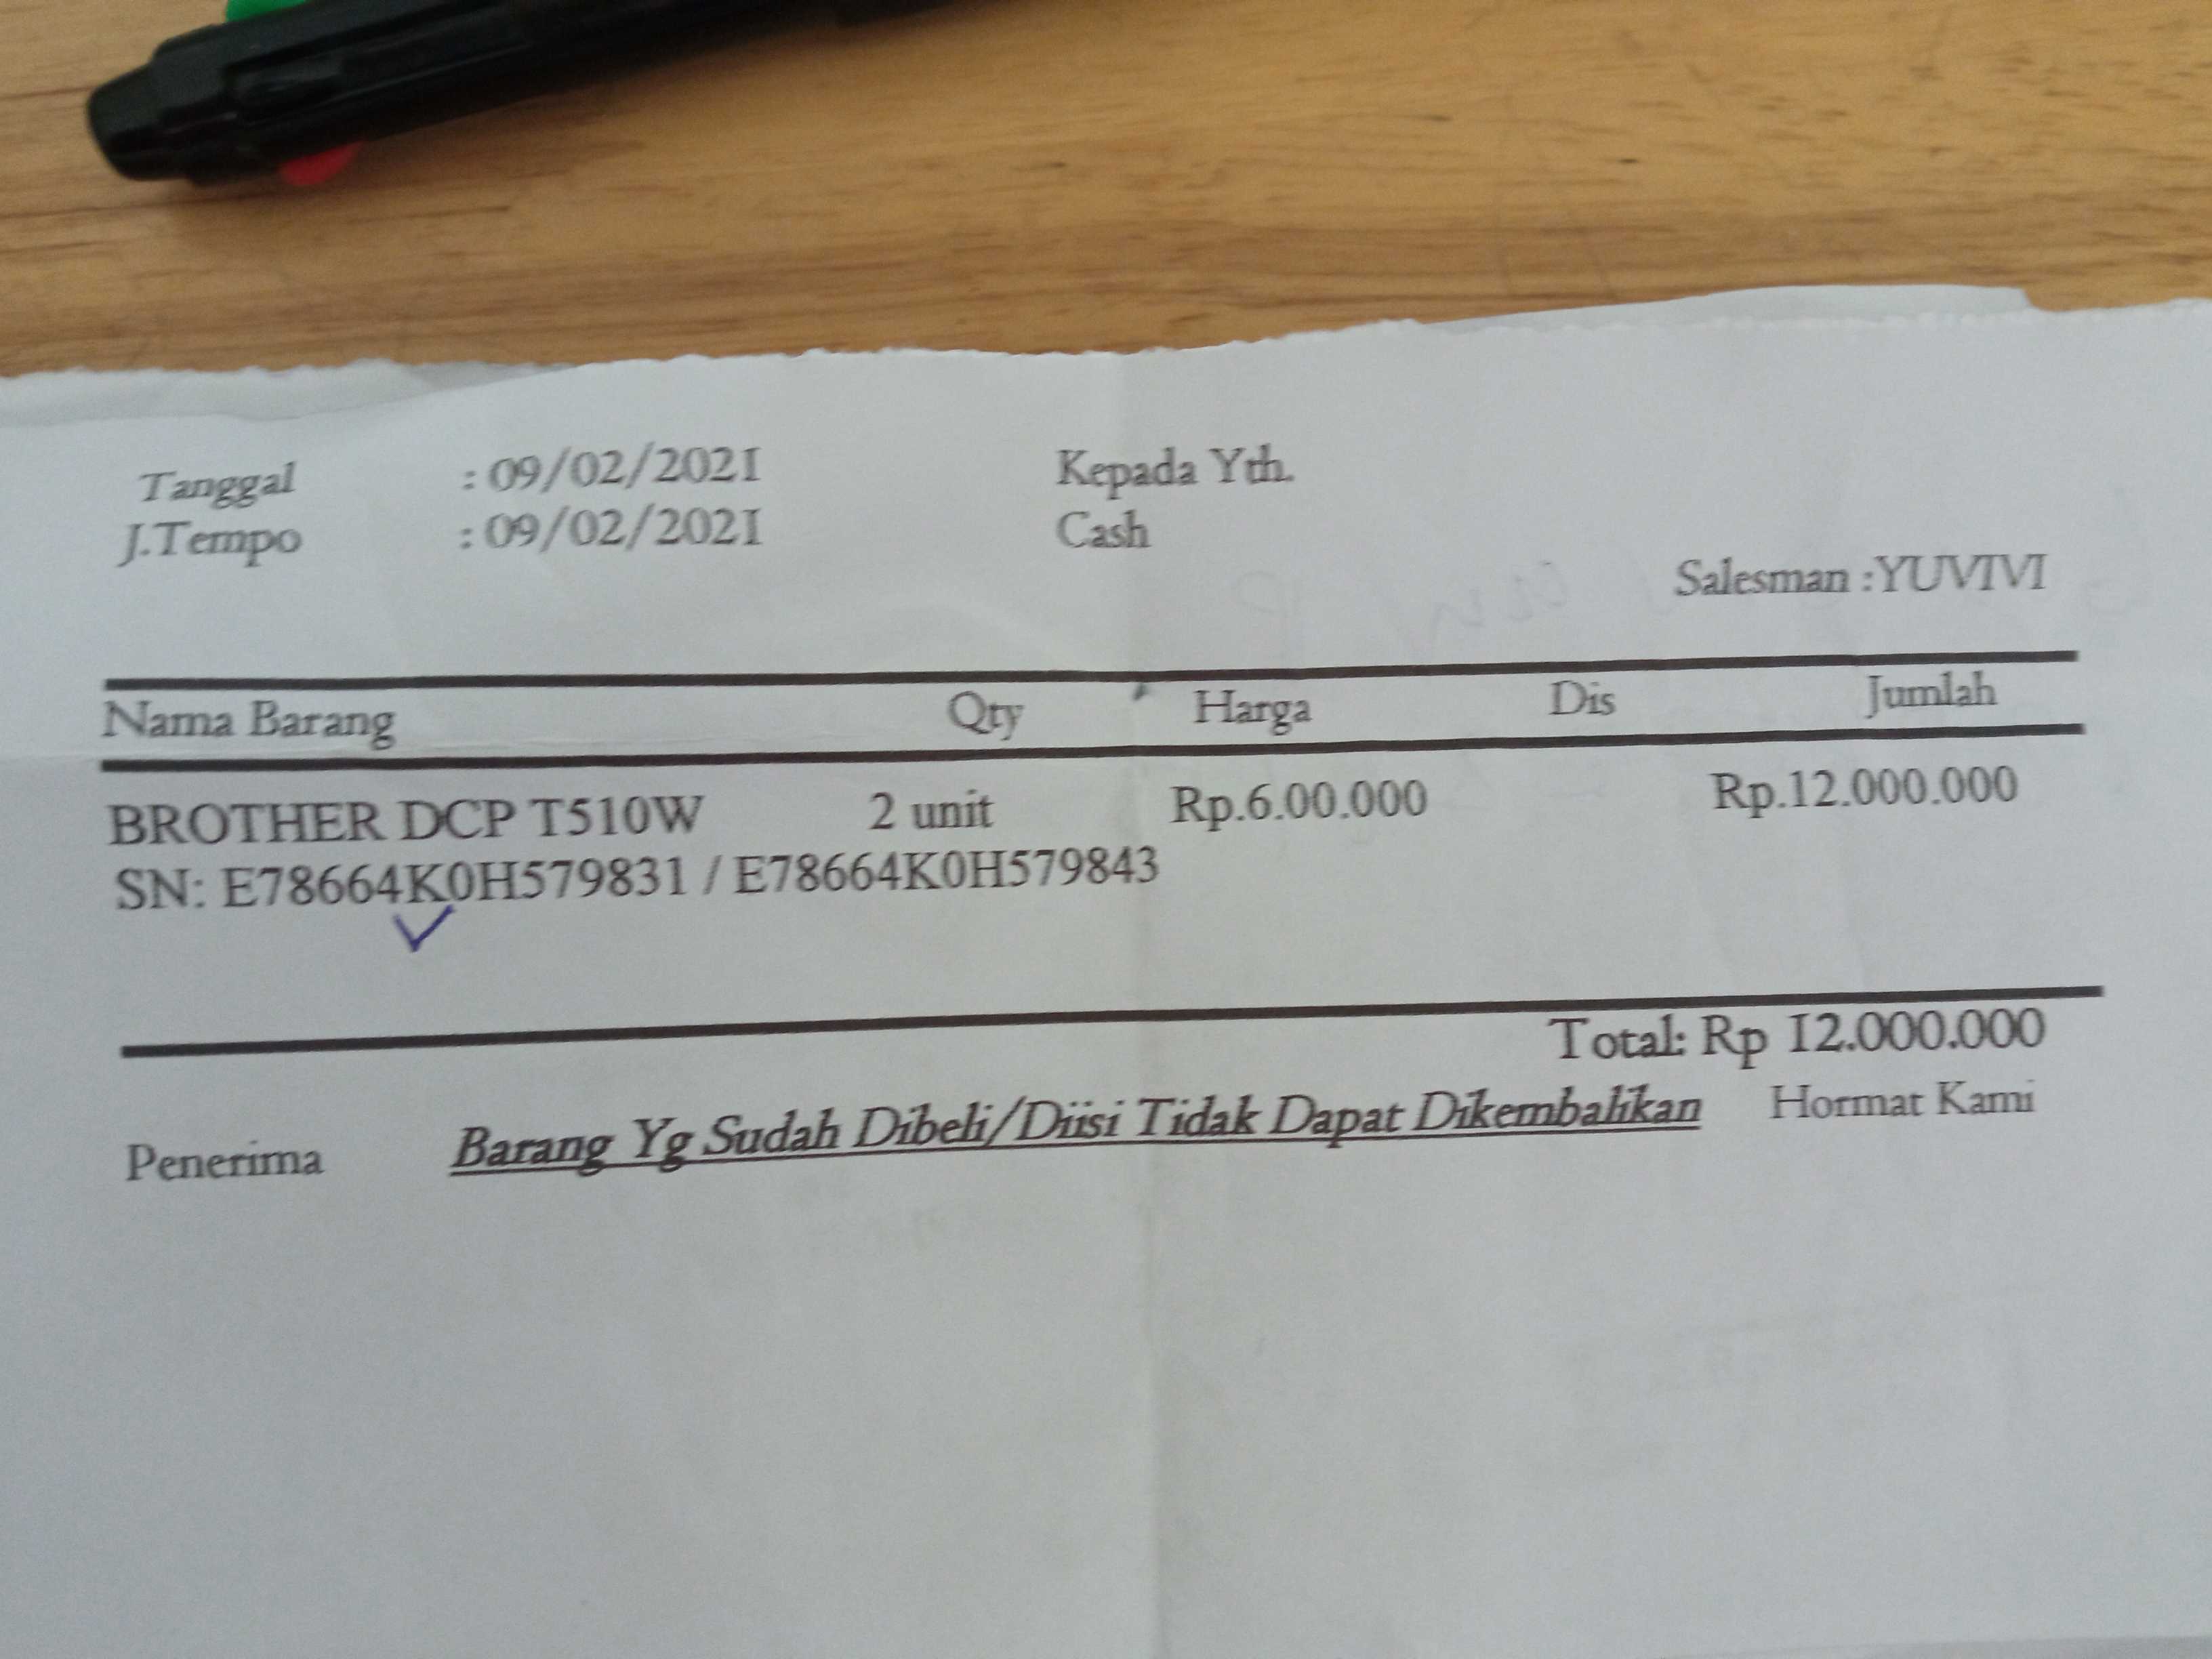 Tanggal : 09/02/2021 Kepada Yth.
J.Tempo : 09/02/2021 Cash
Salesman :YUVIVI
Nama Barang Qty Harga Dis Jumlah
BROTHER DCP T510W 2 unit Rp.6.00.000 Rp.12.000.000
SN: E78664K0H579831 / E78664K0H579843
Total: Rp 12.000.000
Penerima Barang Yg Sudah Dibeli/Diisi Tidak Dapat Dikembalikan Hormat Kami